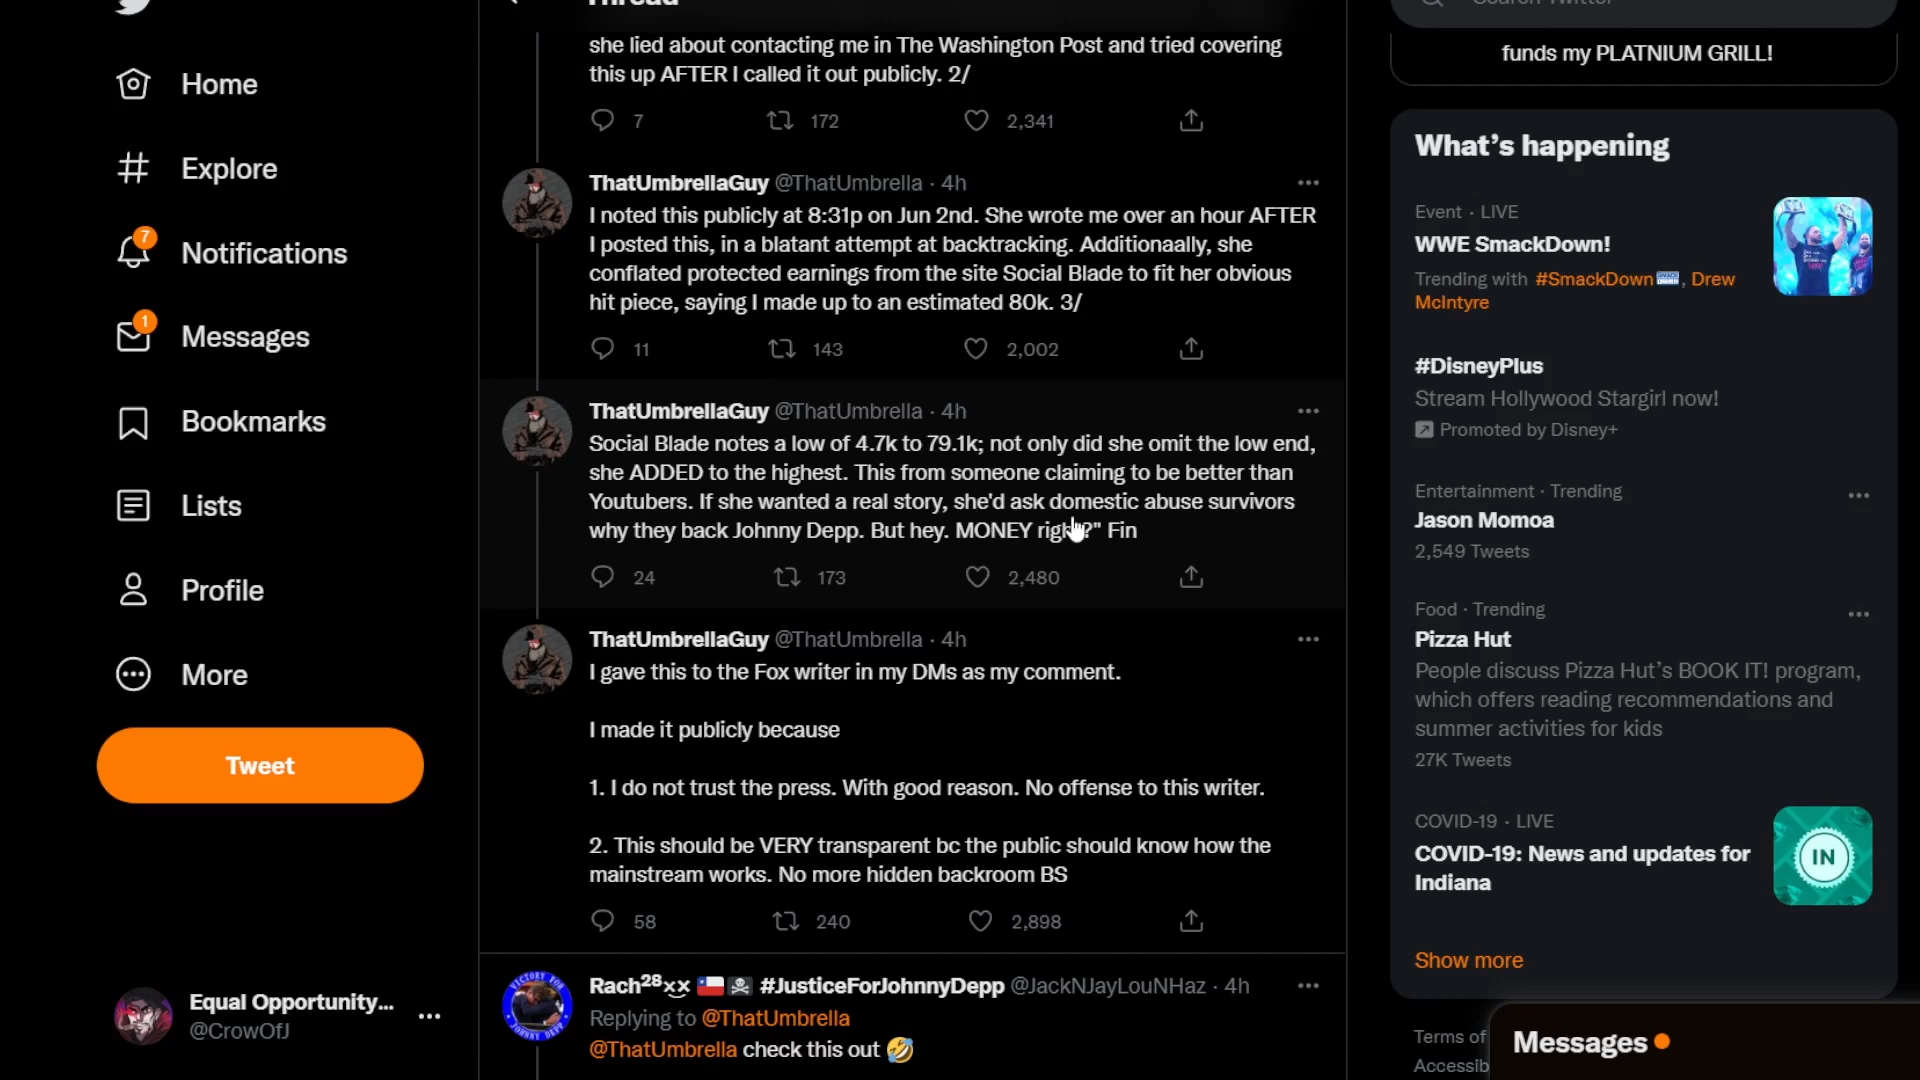 Thread
Search Twitter
she lied about contacting me in The Washington Post and tried covering
this up AFTER I called it out publicly. 2/
7
172
2,341
ThatUmbrellaGuy @ThatUmbrella · 4h
I noted this publicly at 8:31p on Jun 2nd. She wrote me over an hour AFTER
I posted this, in a blatant attempt at backtracking. Additionaally, she
conflated protected earnings from the site Social Blade to fit her obvious
hit piece, saying I made up to an estimated 80k. 3/
11
143
2,002
ThatUmbrellaGuy @ThatUmbrella · 4h
Social Blade notes a low of 4.7k to 79.1k; not only did she omit the low end,
she ADDED to the highest. This from someone claiming to be better than
Youtubers. If she wanted a real story, she'd ask domestic abuse survivors
why they back Johnny Depp. But hey. MONEY right?" Fin
24
173
2,480
ThatUmbrellaGuy @ThatUmbrella · 4h
I gave this to the Fox writer in my DMs as my comment.
I made it publicly because
1. I do not trust the press. With good reason. No offense to this writer.
2. This should be VERY transparent bc the public should know how the
mainstream works. No more hidden backroom BS
58
240
2,898
Rach²⁸ #JusticeForJohnnyDepp @JackNJayLouNHaz · 4h
Replying to @ThatUmbrella
@ThatUmbrella check this out 🤣
Home
Explore
7
Notifications
1
Messages
Bookmarks
Lists
Profile
More
Tweet
Equal Opportunity...
@CrowOfJ
funds my PLATNIUM GRILL!
What's happening
Event · LIVE
WWE SmackDown!
Trending with #SmackDown, Drew
McIntyre
#DisneyPlus
Stream Hollywood Stargirl now!
Promoted by Disney+
Entertainment · Trending
Jason Momoa
2,549 Tweets
Food · Trending
Pizza Hut
People discuss Pizza Hut's BOOK IT! program,
which offers reading recommendations and
summer activities for kids
27K Tweets
COVID-19 · LIVE
COVID-19: News and updates for
Indiana
IN
Show more
Terms of
Accessib
Messages